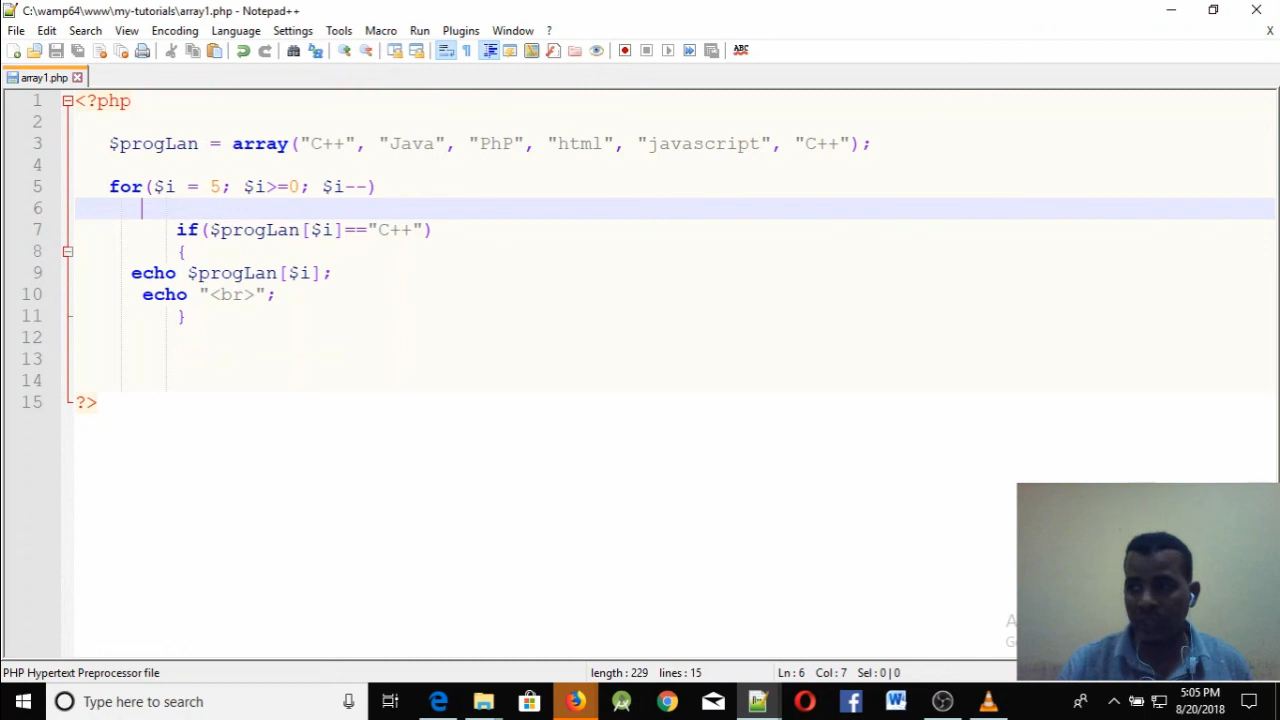 C:\wamp64\www\my-tutorials\array1.php - Notepad++
File Edit Search View Encoding Language Settings Tools Macro Run Plugins Window ? X
ABC
array1.php
1 <?php
2
3 $progLan = array("C++", "Java", "PhP", "html", "javascript", "C++");
4
5 for($i = 5; $i>=0; $i--)
6
7 if($progLan[$i]=="C++")
8 {
9 echo $progLan[$i];
10 echo "<br>";
11 }
12
13
14
15 ?>
PHP Hypertext Preprocessor file length : 229 lines : 15 Ln : 6 Col : 7 Sel : 0 | 0
Type here to search
5:05 PM
8/20/2018